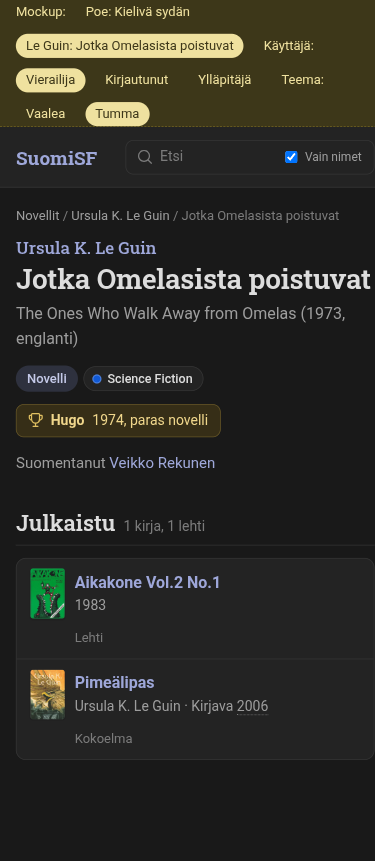 Mockup: Poe: Kielivä sydän
Le Guin: Jotka Omelasista poistuvat Käyttäjä:
Vierailija Kirjautunut Ylläpitäjä Teema:
Vaalea Tumma
SuomiSF Etsi Vain nimet
Novellit / Ursula K. Le Guin / Jotka Omelasista poistuvat
Ursula K. Le Guin
Jotka Omelasista poistuvat
The Ones Who Walk Away from Omelas (1973,
englanti)
Novelli Science Fiction
Hugo 1974, paras novelli
Suomentanut Veikko Rekunen
Julkaistu 1 kirja, 1 lehti
Aikakone Vol.2 No.1
1983
Lehti
Pimeälipas
Ursula K. Le Guin · Kirjava 2006
Kokoelma